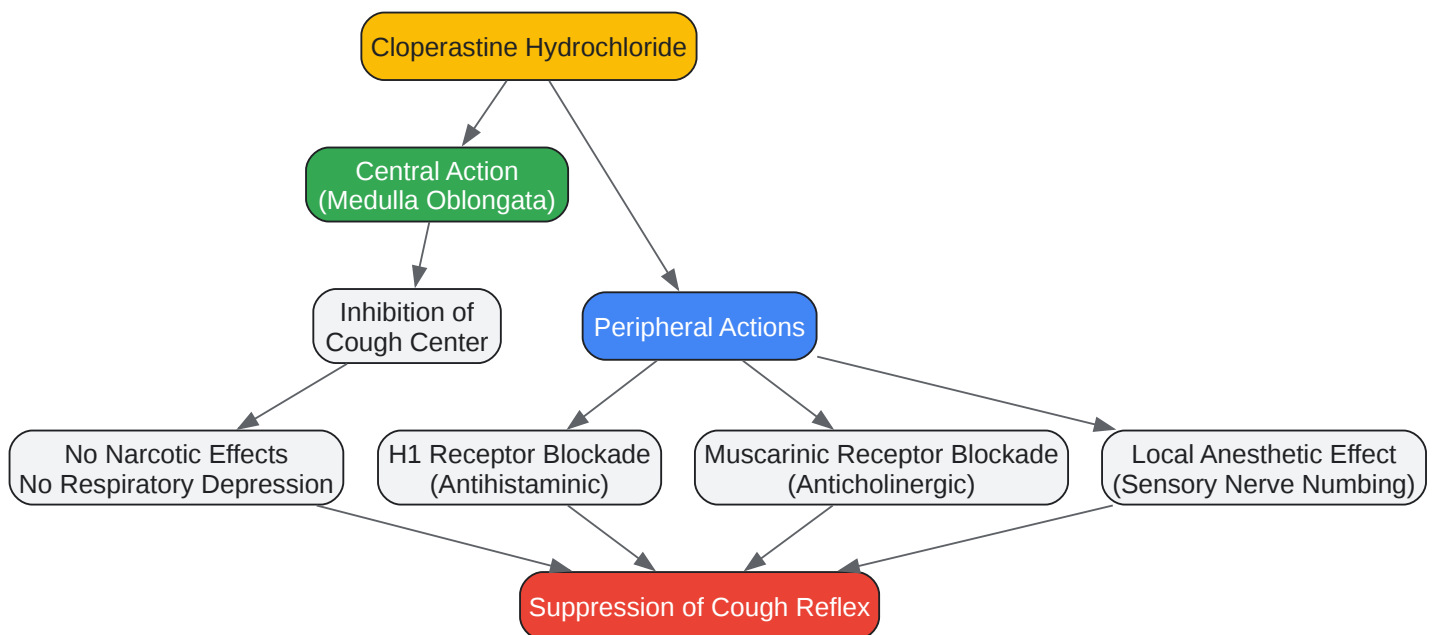 Cloperastine Hydrochloride
Central Action
(Medulla Oblongata)
Inhibition of
Cough Center
Peripheral Actions
No Narcotic Effects
No Respiratory Depression
H1 Receptor Blockade
(Antihistaminic)
Muscarinic Receptor Blockade
(Anticholinergic)
Local Anesthetic Effect
(Sensory Nerve Numbing)
Suppression of Cough Reflex